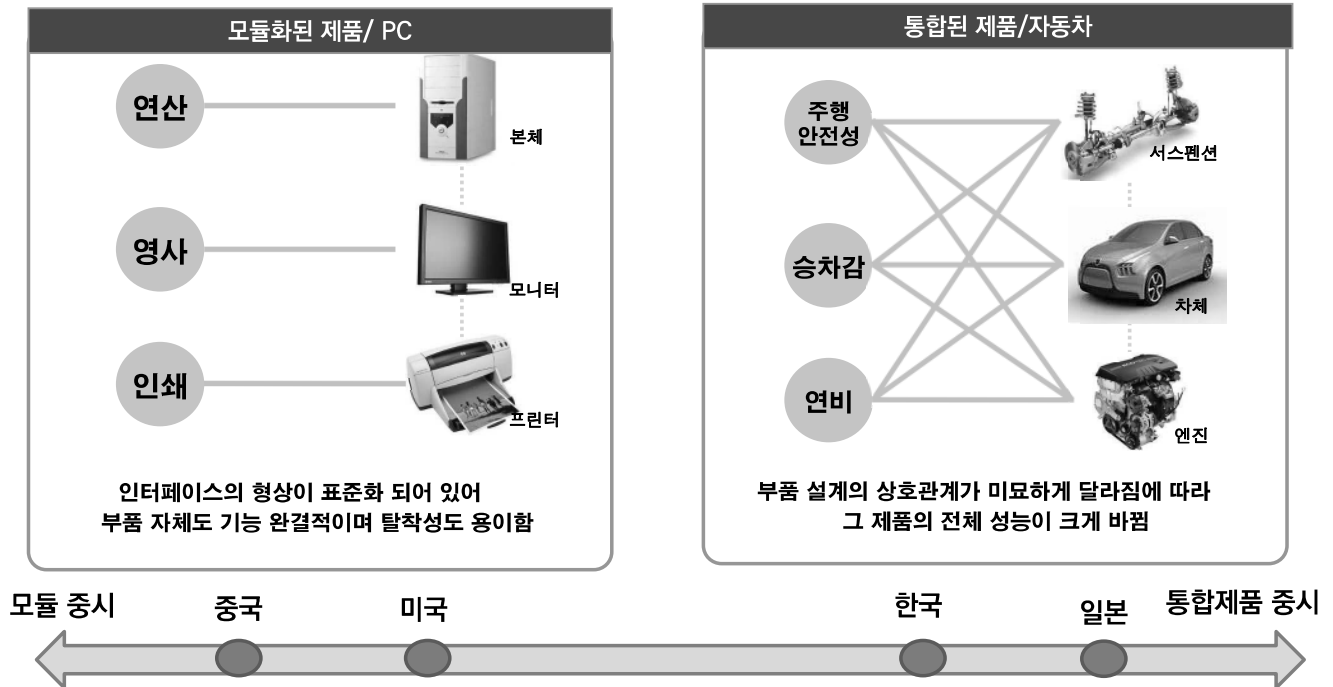 모듈화된 제품/ PC
연산
본체
영사
모니터
인쇄
프린터
인터페이스의 형상이 표준화 되어 있어
부품 자체도 기능 완결적이며 탈착성도 용이함
통합된 제품/자동차
주행
안전성
서스펜션
승차감
차체
연비
엔진
부품 설계의 상호관계가 미묘하게 달라짐에 따라
그 제품의 전체 성능이 크게 바뀜
모듈 중시
중국
미국
한국
일본
통합제품 중시